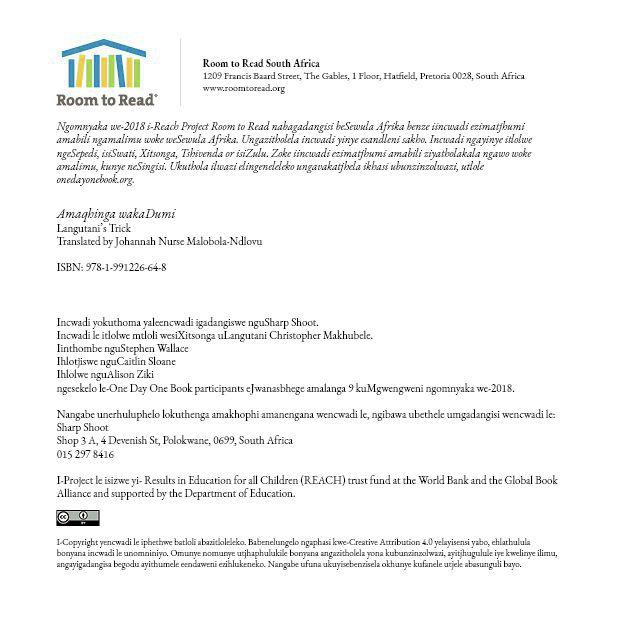 Room to Read
Room to Read South Africa
1209 Francis Baard Street, The Gables, 1 Floor, Hatfield, Pretoria 0028, South Africa
www.roomtoread.org
Ngomnyaka we-2018 i-Reach Project Room to Read nabagadangisi beSewula Afrika benze iincwadi ezimatjhumi
amabili ngamalimu woke weSewula Afrika. Ungazitholela incwadi yinye esandleni sakho. Incwadi ngayinye itlolwe
ngeSepedi, isiSwati, Xitsonga, Tshivenda or isiZulu. Zoke iincwadi ezimatjhumi amabili ziyatholakala ngawo woke
amalimu, kunye neSingisi. Ukuthola ilwazi elingeneleleko ungavakatjhela ikhasi ubunzinzolwazi, utlole
onedayonebook.org.
Amaqhinga wakaDumi
Langutani's Trick
Translated by Johannah Nurse Malobola-Ndlovu
ISBN: 978-1-991226-64-8
Incwadi yokuthoma yaleencwadi igadangiswe nguSharp Shoot.
Incwadi le itlolwe mtloli wesiXitsonga uLangutani Christopher Makhubele.
Iinthombe nguStephen Wallace
Ihlotjiswe nguCaitlin Sloane
Ihlolwe nguAlison Ziki
ngesekelo le-One Day One Book participants eJwanasbhege amalanga 9 kuMgwengweni ngomnyaka we-2018.
Nangabe unerhuluphelo lokuthenga amakhophi amanengana wencwadi le, ngibawa ubethele umgadangisi wencwadi le:
Sharp Shoot
Shop 3 A, 4 Devenish St, Polokwane, 0699, South Africa
015 297 8416
I-Project le isizwe yi- Results in Education for all Children (REACH) trust fund at the World Bank and the Global Book
Alliance and supported by the Department of Education.
cc BY
I-Copyright yencwadi le iphethwe batloli abazitloleleko. Babenelungelo ngaphasi kwe-Creative Attribution 4.0 yelayisensi yabo, ehlathulula
bonyana incwadi le unomniniyo. Omunye nomunye utjhaphulukile bonyana angazitholela yona kubunzinzolwazi, ayitjhugulule iye kwelinye ilimu,
angayigadangisa begodu ayithumele eendaweni ezihlukeneko. Nangabe ufuna ukuyisebenzisela okhunye kufanele utjele abasunguli bayo.